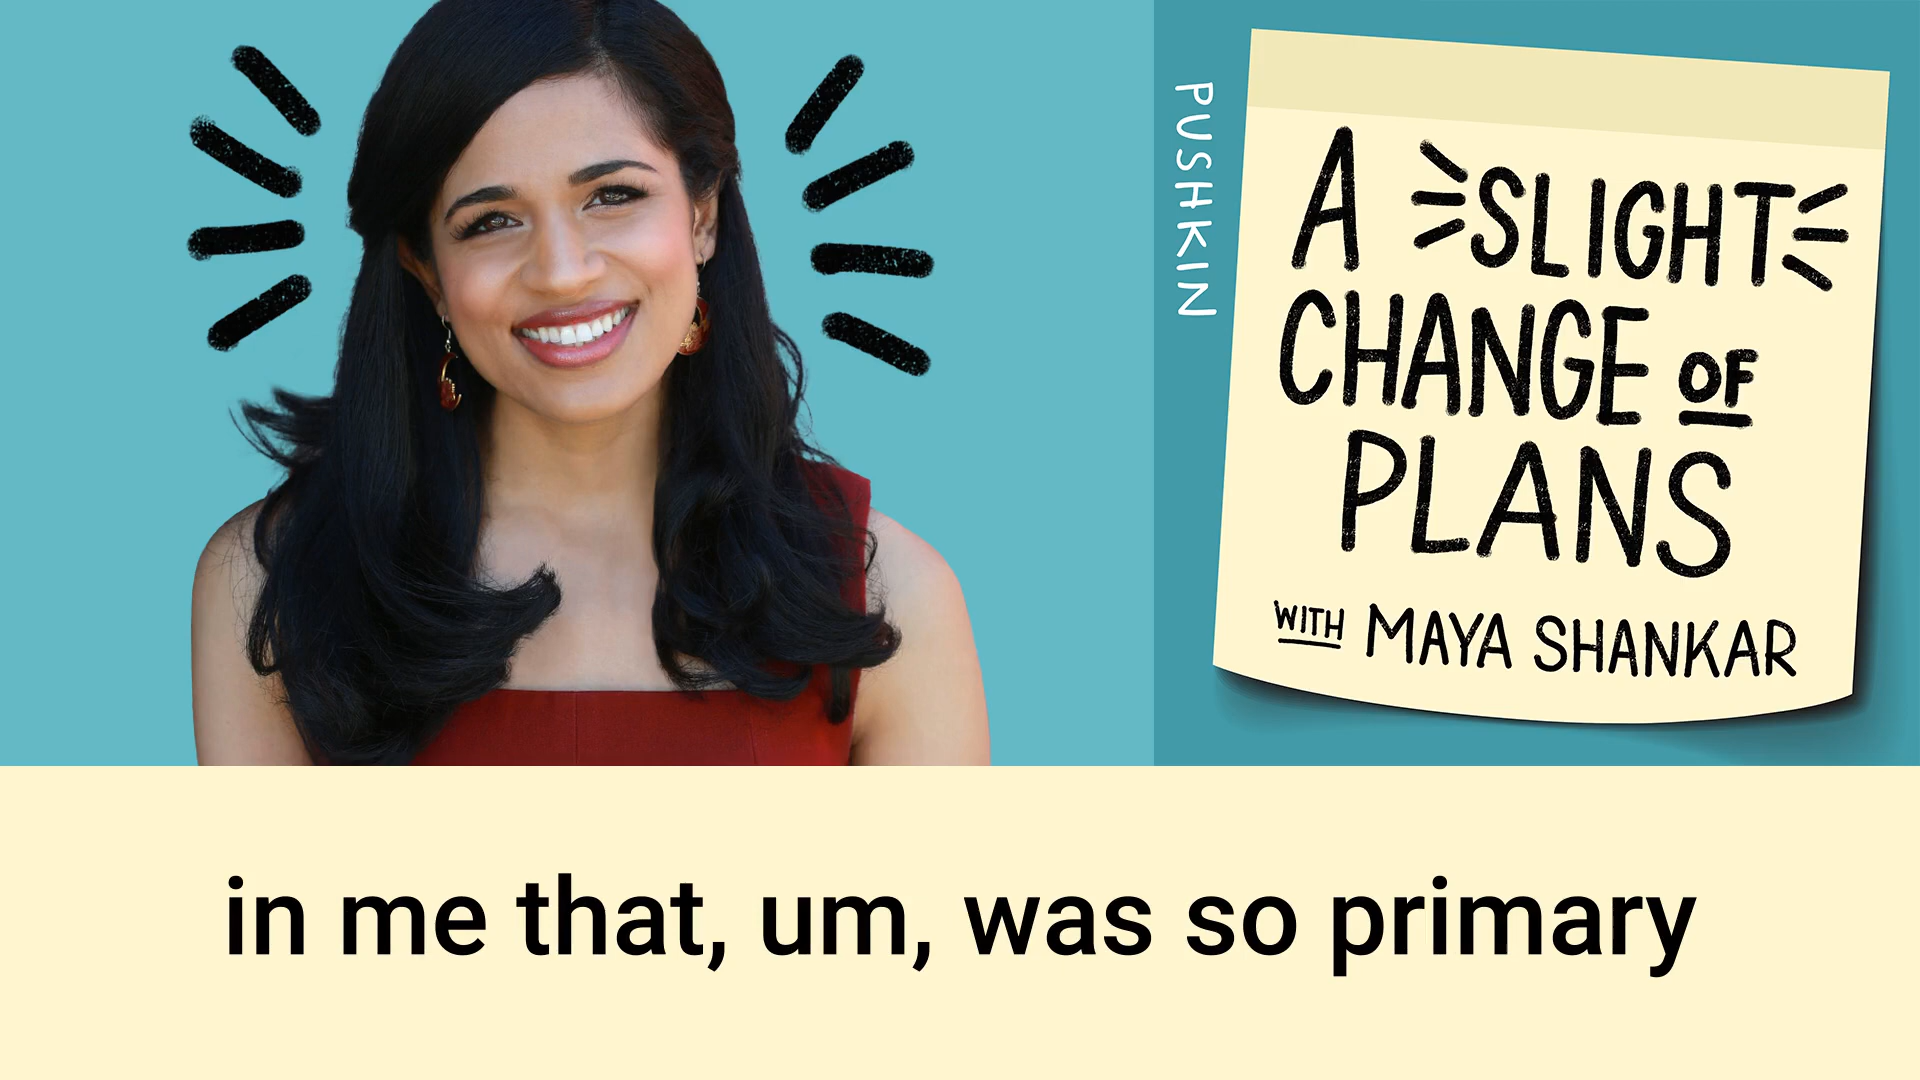 PUSHKIN
A SLIGHT
CHANGE OF
PLANS
WITH MAYA SHANKAR
in me that, um, was so primary